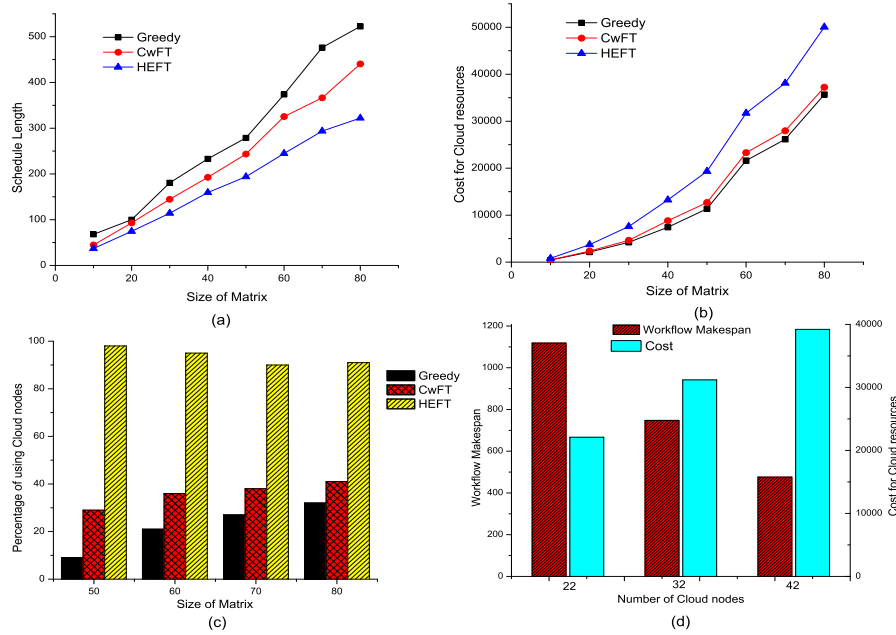 Schedule Length
500
400
300
200
100
0
Greedy
CwFT
HEFT
0 20 40 60 80
Size of Matrix
(a)
Cost for Cloud resources
50000
40000
30000
20000
10000
0
Greedy
CwFT
HEFT
0 20 40 60 80
Size of Matrix
(b)
Percentage of using Cloud nodes
100
80
60
40
20
0
Greedy
CwFT
HEFT
50 60 70 80
Size of Matrix
(c)
Workflow Makespan
1200
1000
800
600
400
200
0
Workflow Makespan
Cost
40000
30000
20000
10000
0
Cost for Cloud resources
22 32 42
Number of Cloud nodes
(d)